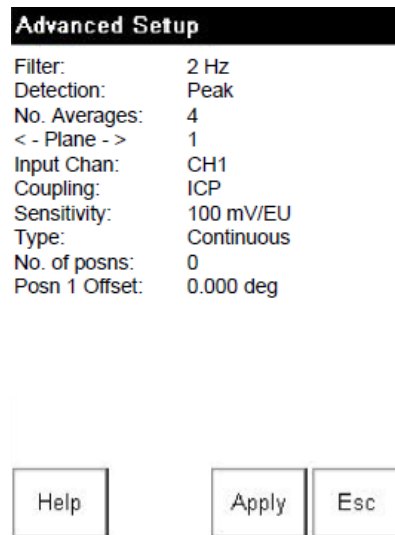 Advanced Setup
Filter: 2 Hz
Detection: Peak
No. Averages: 4
< - Plane - > 1
Input Chan: CH1
Coupling: ICP
Sensitivity: 100 mV/EU
Type: Continuous
No. of posns: 0
Posn 1 Offset: 0.000 deg
Help Apply Esc